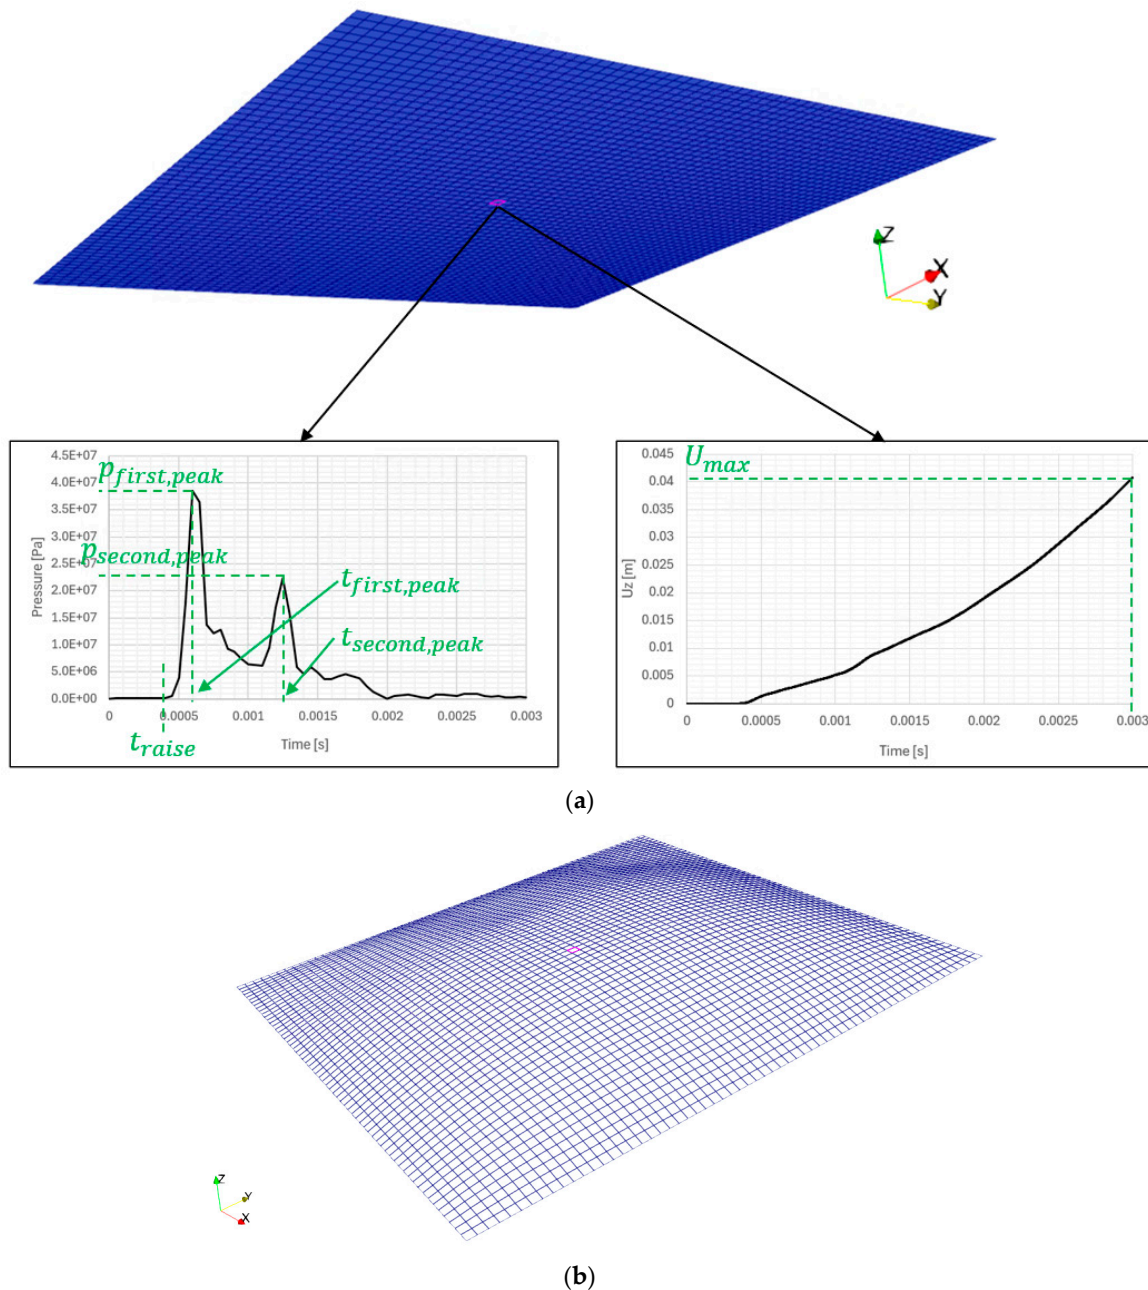 Z
X
Y
4.5E+07
p_first,peak
4.0E+07
3.5E+07
3.0E+07
p_second,peak
2.5E+07
2.0E+07
1.5E+07
1.0E+07
5.0E+06
0.0E+00
Pressure [Pa]
t_first,peak
t_second,peak
0 0.0005 0.001 0.0015 0.002 0.0025 0.003
t_raise
Time [s]
0.045
U_max
0.04
0.035
0.03
0.025
0.02
0.015
0.01
0.005
0
Uz [m]
0 0.0005 0.001 0.0015 0.002 0.0025 0.003
Time [s]
(a)
Z
Y
X
(b)